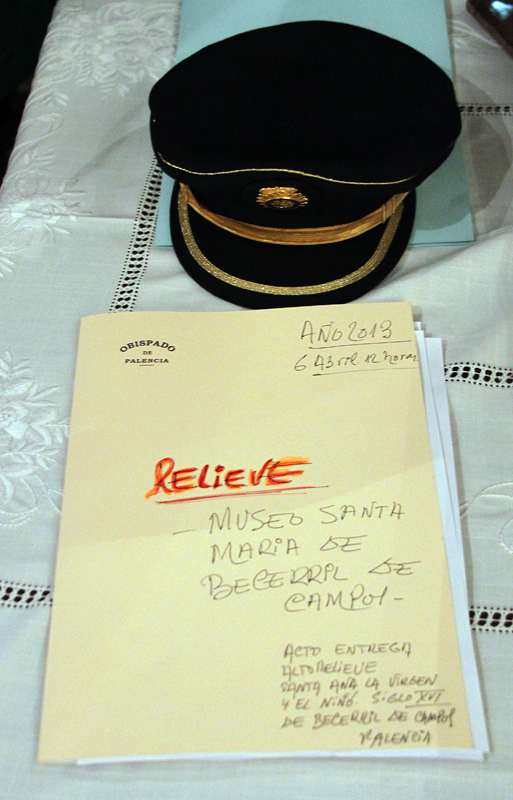 OBISPADO
DE
PALENCIA
AÑO 2013
6 Abril. 12 horas
RELIEVE
- MUSEO SANTA
MARIA DE
BECERRIL DE
CAMPOS-
ACTO ENTREGA
ALTORELIEVE
SANTA ANA LA VIRGEN
Y EL NIÑO. SIGLO XVI
DE BECERRIL DE CAMPOS
PALENCIA